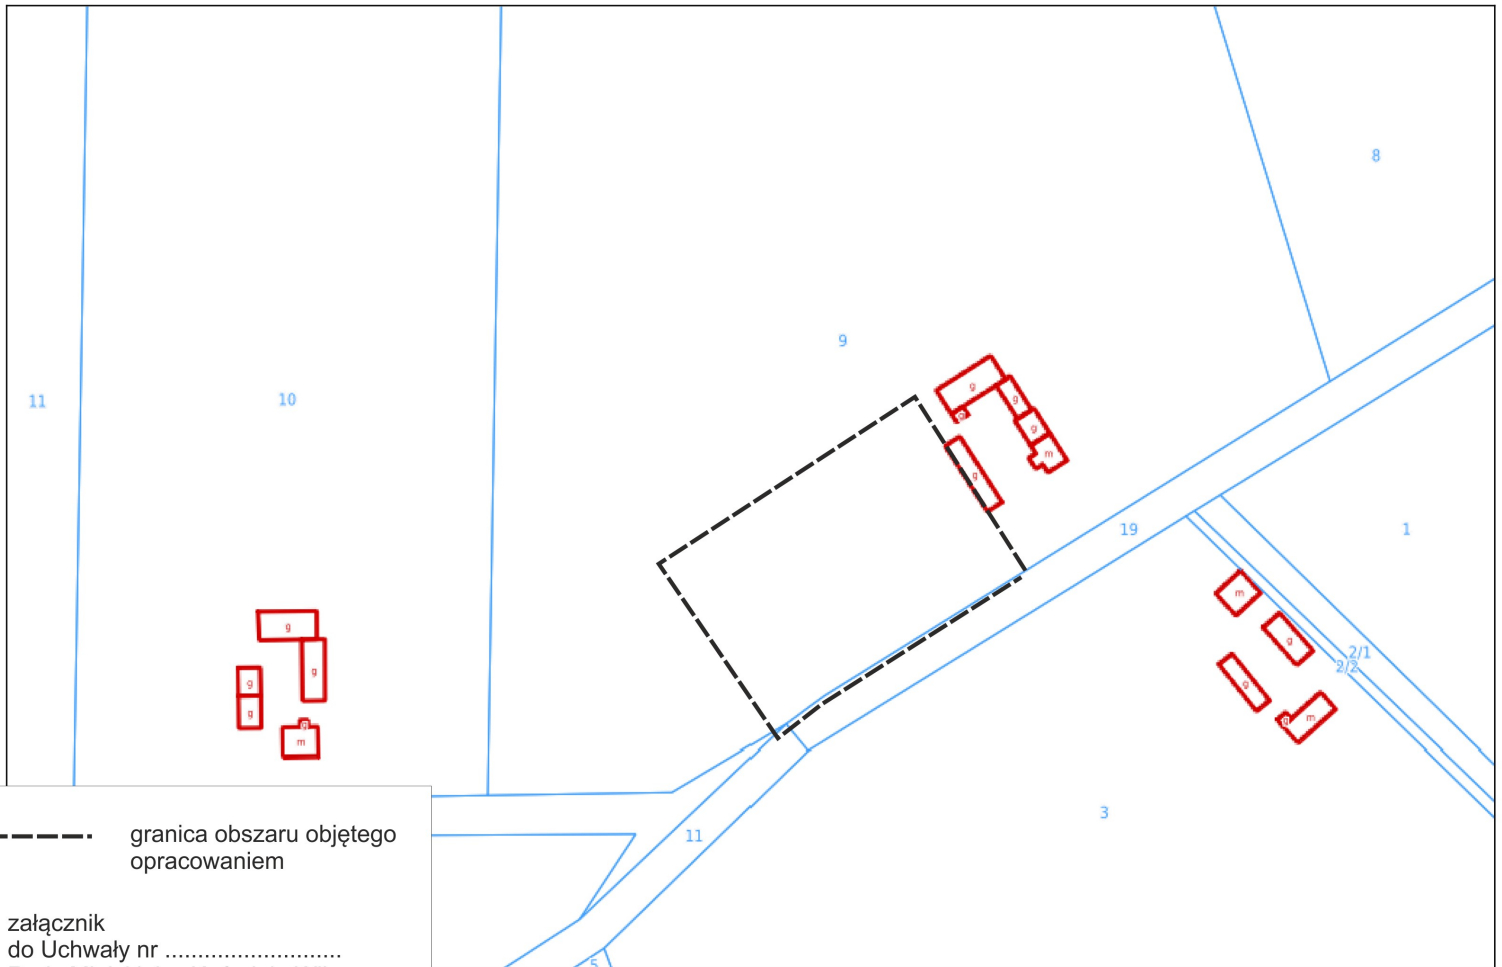 8
9
11
10
g
g
g
g
g
m
19
1
m
g
2/1
2/2
g
g
m
g
g
g
g
g
m
3
11
granica obszaru objętego
opracowaniem
załącznik
do Uchwały nr ...........................
5